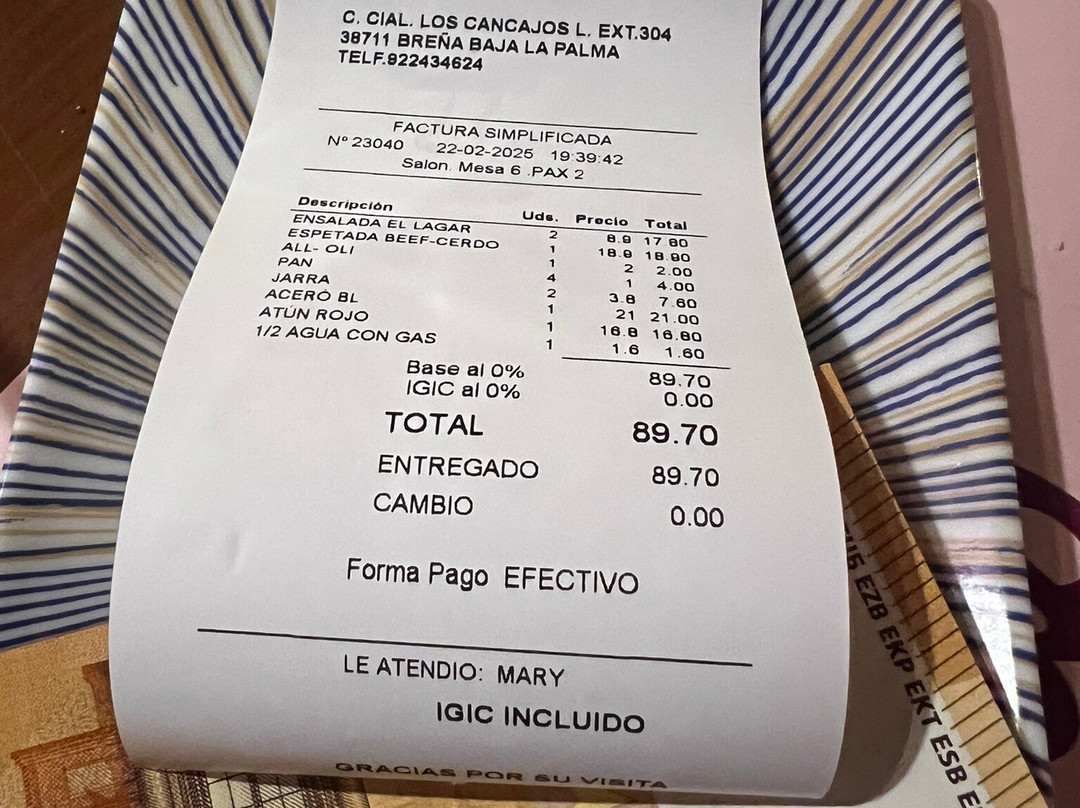 C. CIAL. LOS CANCAJOS L. EXT.304
38711 BREÑA BAJA LA PALMA
TELF.922434624
FACTURA SIMPLIFICADA
Nº 23040 22-02-2025 19:39:42
Salon. Mesa 6 .PAX 2
Descripción Uds. Precio Total
ENSALADA EL LAGAR 2 8.9 17.80
ESPETADA BEEF-CERDO 1 18.9 18.90
ALL- OLI 1 2 2.00
PAN 4 1 4.00
JARRA 2 3.8 7.60
ACERÓ BL 1 21 21.00
ATÚN ROJO 1 16.8 16.80
1/2 AGUA CON GAS 1 1.6 1.60
Base al 0% 89.70
IGIC al 0% 0.00
TOTAL 89.70
ENTREGADO 89.70
CAMBIO 0.00
Forma Pago EFECTIVO
LE ATENDIO: MARY
IGIC INCLUIDO
GRACIAS POR SU VISITA
EZB EKP EKT ESB